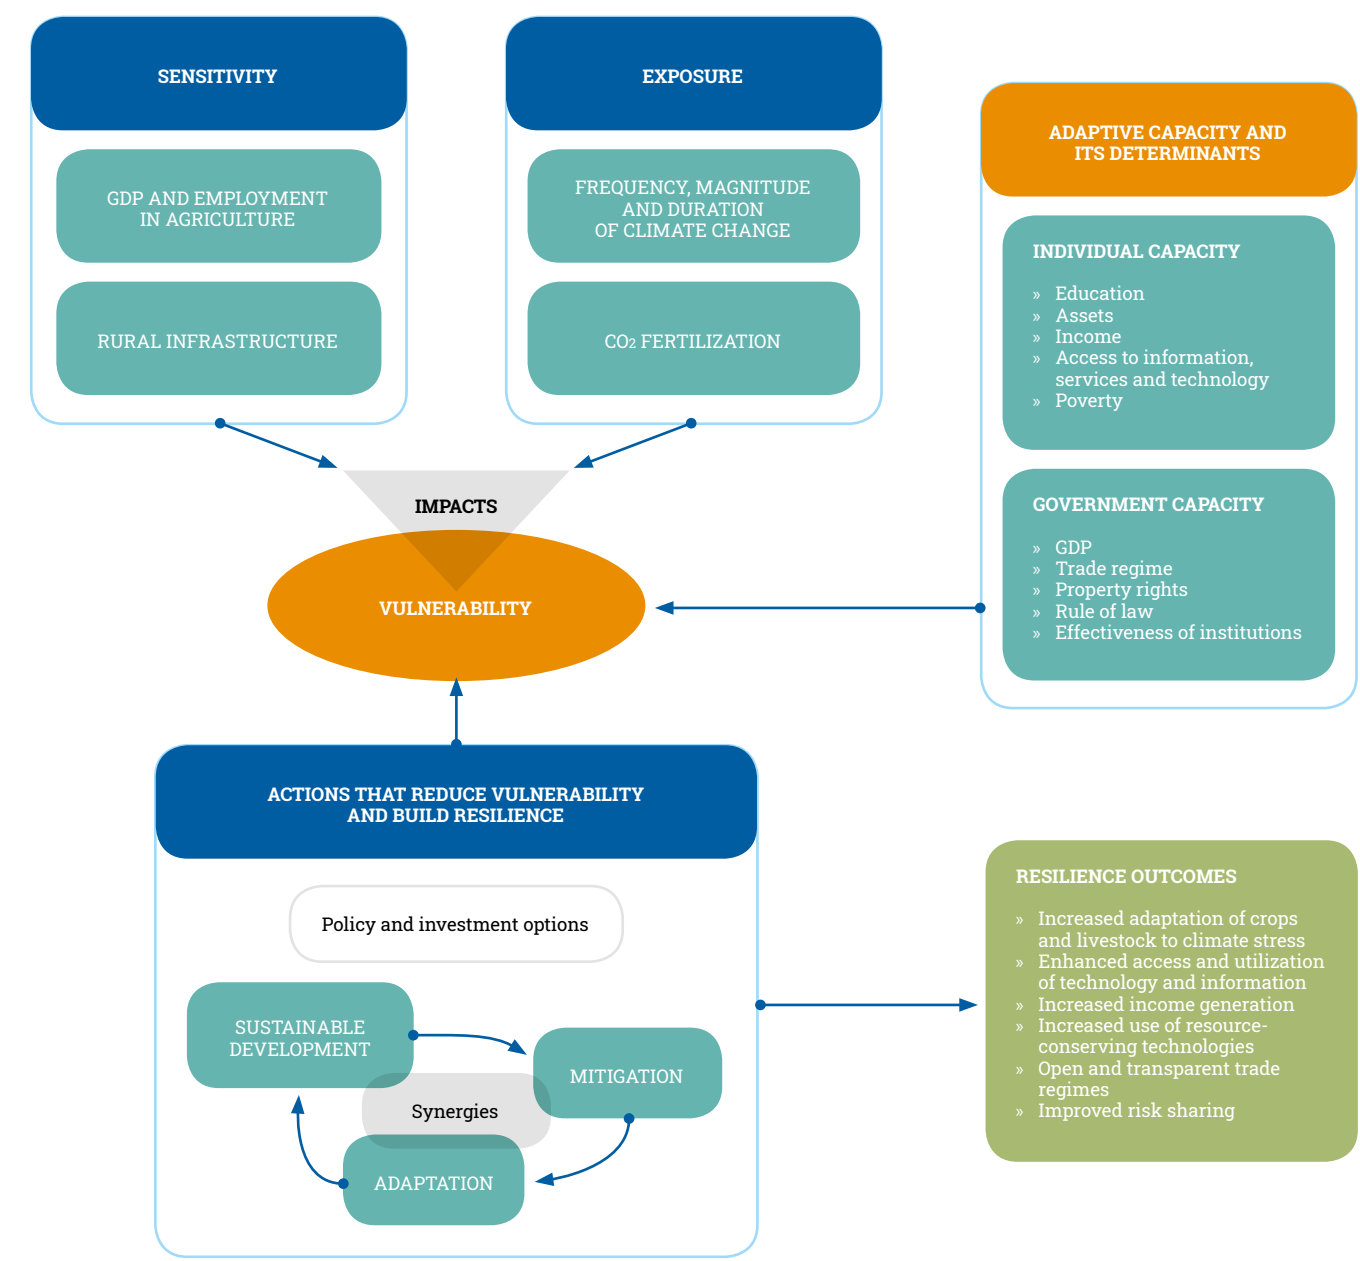 SENSITIVITY
GDP AND EMPLOYMENT
IN AGRICULTURE
RURAL INFRASTRUCTURE
EXPOSURE
FREQUENCY, MAGNITUDE
AND DURATION
OF CLIMATE CHANGE
CO2 FERTILIZATION
ADAPTIVE CAPACITY AND
ITS DETERMINANTS
INDIVIDUAL CAPACITY
» Education
» Assets
» Income
» Access to information,
services and technology
» Poverty
GOVERNMENT CAPACITY
» GDP
» Trade regime
» Property rights
» Rule of law
» Effectiveness of institutions
IMPACTS
VULNERABILITY
ACTIONS THAT REDUCE VULNERABILITY
AND BUILD RESILIENCE
Policy and investment options
SUSTAINABLE
DEVELOPMENT
MITIGATION
Synergies
ADAPTATION
RESILIENCE OUTCOMES
» Increased adaptation of crops
and livestock to climate stress
» Enhanced access and utilization
of technology and information
» Increased income generation
» Increased use of resource-
conserving technologies
» Open and transparent trade
regimes
» Improved risk sharing